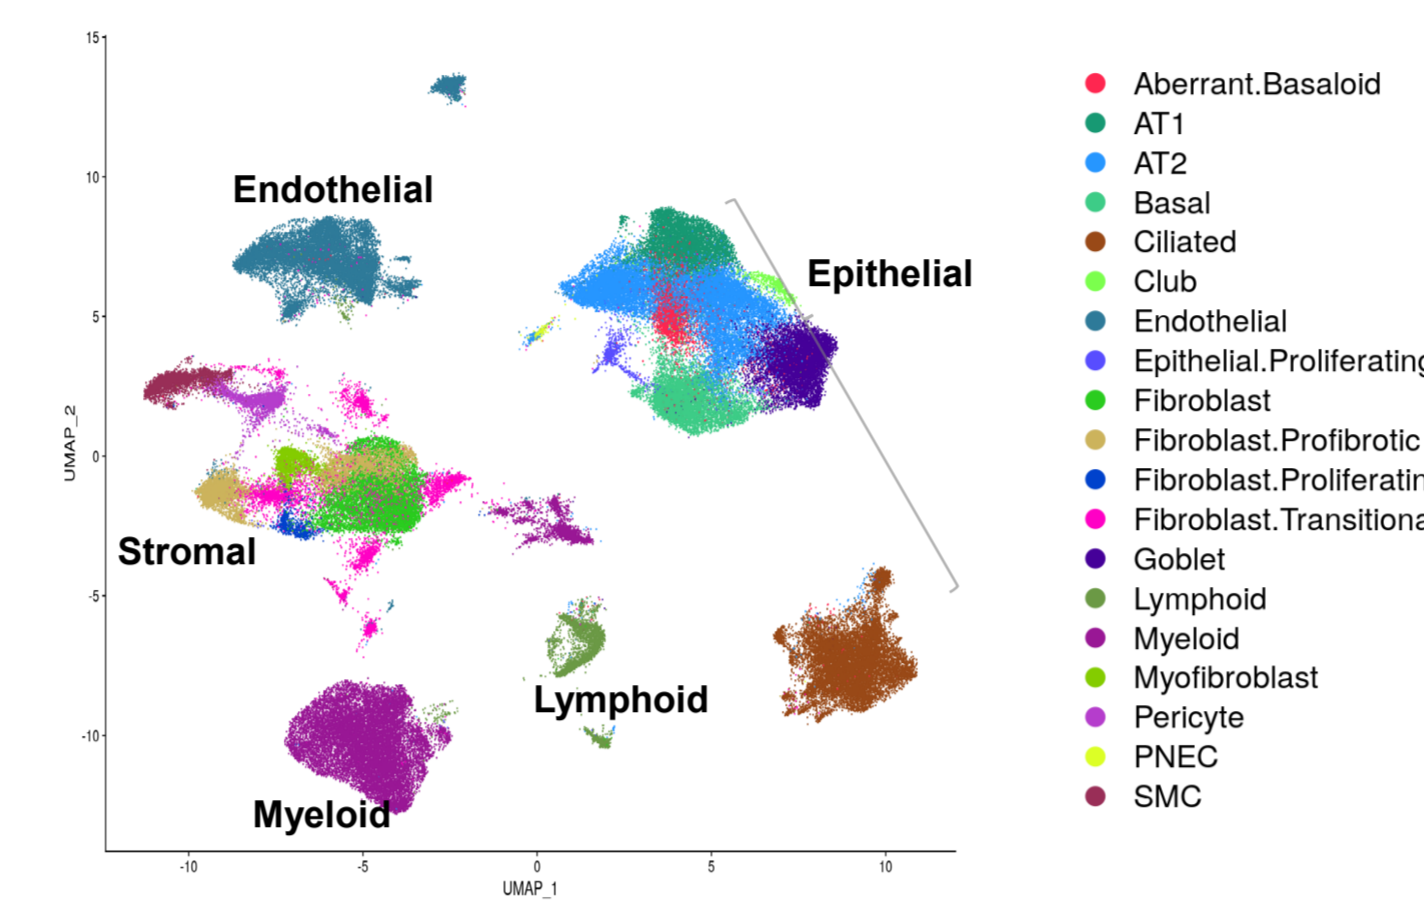 15
10
5
0
-5
-10
UMAP_2
-10
-5
0
5
10
UMAP_1
Endothelial
Epithelial
Stromal
Lymphoid
Myeloid
Aberrant.Basaloid
AT1
AT2
Basal
Ciliated
Club
Endothelial
Epithelial.Proliferating
Fibroblast
Fibroblast.Profibrotic
Fibroblast.Proliferatin
Fibroblast.Transitiona
Goblet
Lymphoid
Myeloid
Myofibroblast
Pericyte
PNEC
SMC